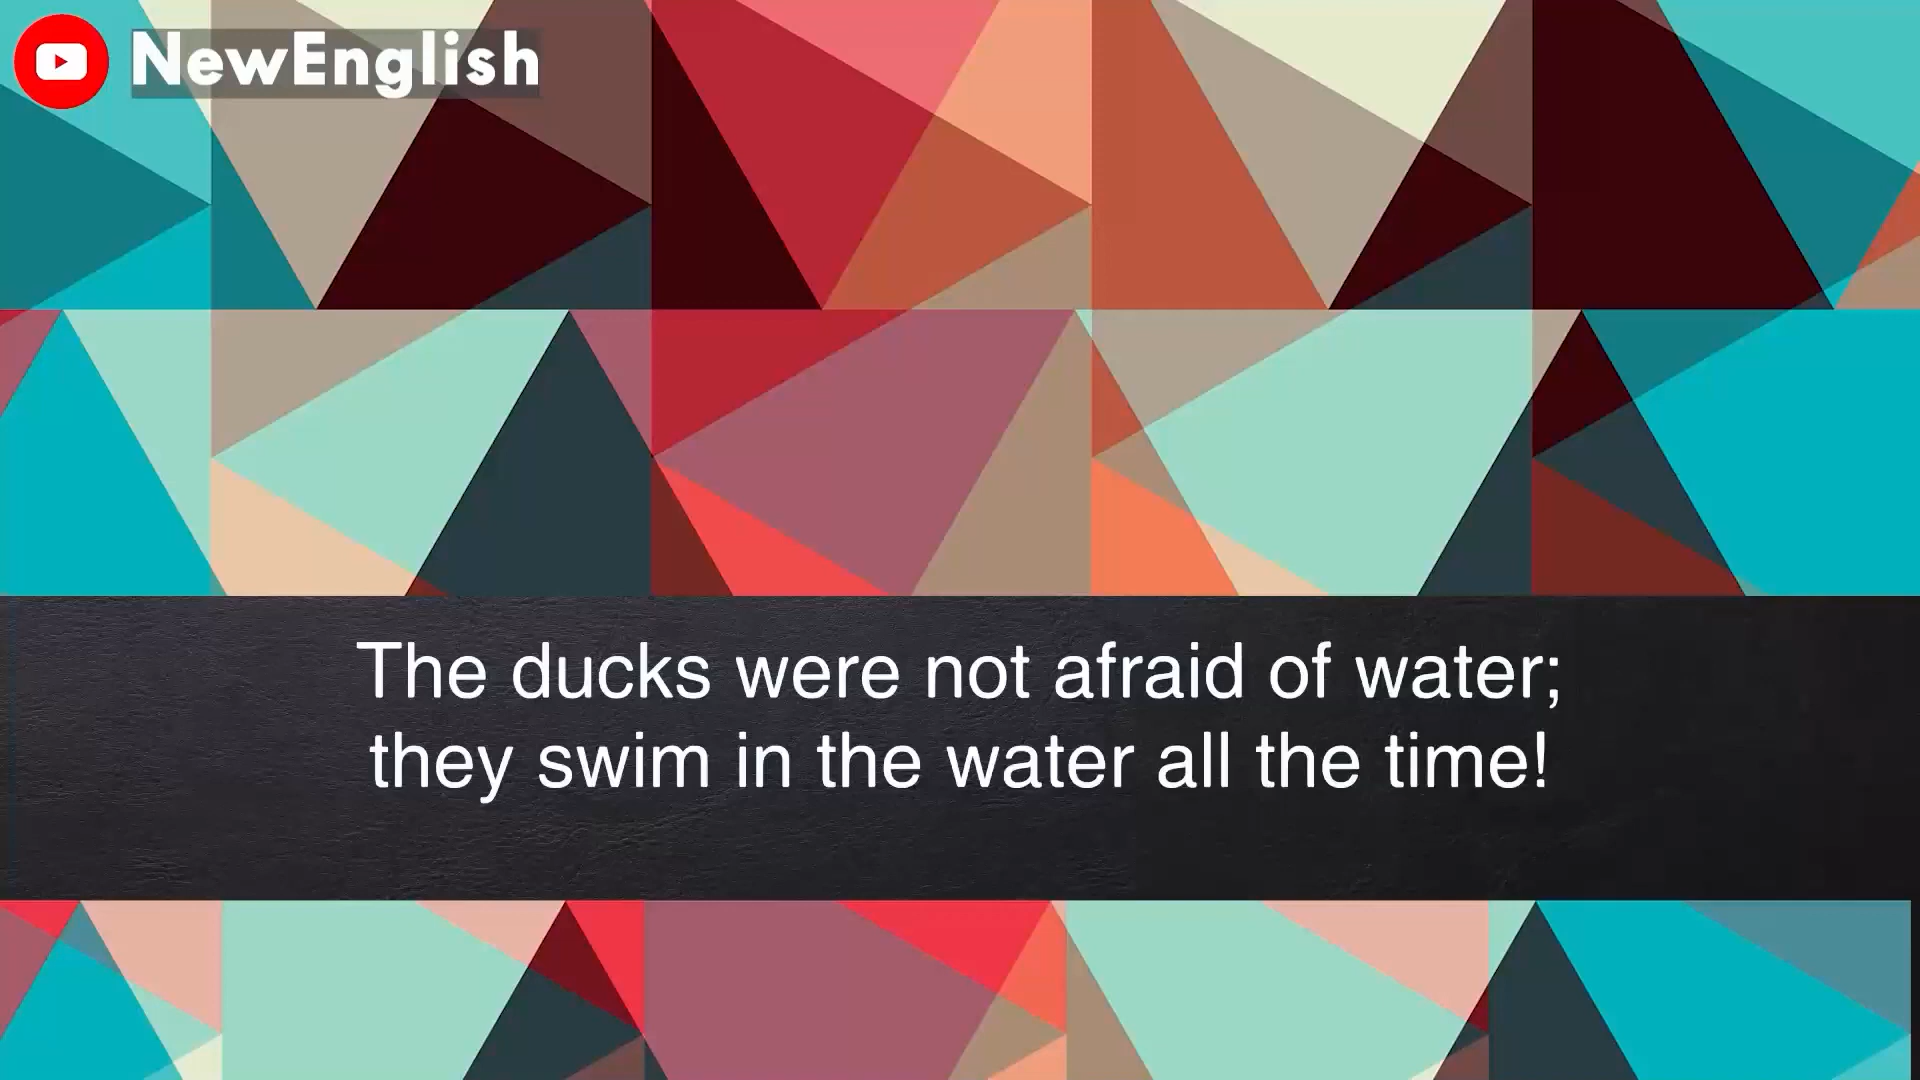 NewEnglish
The ducks were not afraid of water;
they swim in the water all the time!